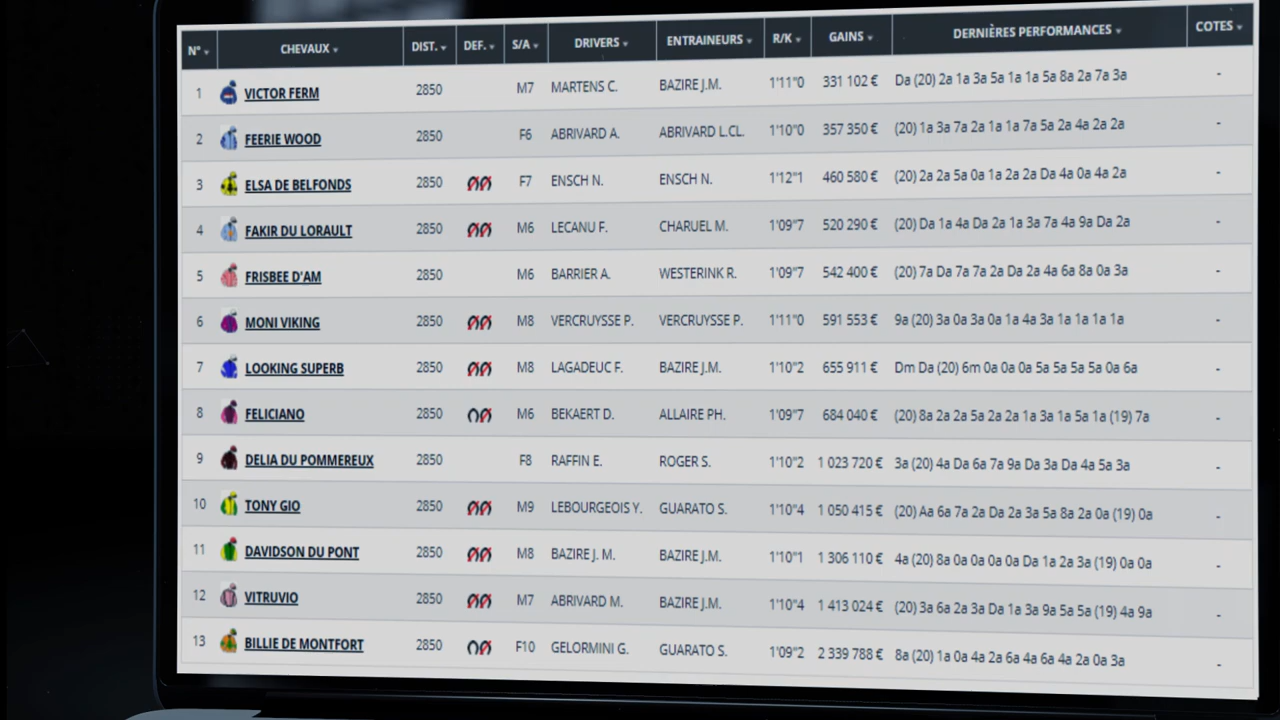 N° CHEVAUX DIST. DEF. S/A DRIVERS ENTRAINEURS R/K GAINS DERNIÈRES PERFORMANCES COTES
1 VICTOR FERM 2850 M7 MARTENS C. BAZIRE J.M. 1'11"0 331 102 € Da (20) 2a 1a 3a 5a 1a 1a 5a 8a 2a 7a 3a -
2 FEERIE WOOD 2850 F6 ABRIVARD A. ABRIVARD L.CL. 1'10"0 357 350 € (20) 1a 3a 7a 2a 1a 1a 7a 5a 2a 4a 2a 2a -
3 ELSA DE BELFONDS 2850 F7 ENSCH N. ENSCH N. 1'12"1 460 580 € (20) 2a 2a 5a 0a 1a 2a 2a Da 4a 0a 4a 2a -
4 FAKIR DU LORAULT 2850 M6 LECANU F. CHARUEL M. 1'09"7 520 290 € (20) Da 1a 4a Da 2a 1a 3a 7a 4a 9a Da 2a -
5 FRISBEE D'AM 2850 M6 BARRIER A. WESTERINK R. 1'09"7 542 400 € (20) 7a Da 7a 7a 2a Da 2a 4a 6a 8a 0a 3a -
6 MONI VIKING 2850 M8 VERCRUYSSE P. VERCRUYSSE P. 1'11"0 591 553 € 9a (20) 3a 0a 3a 0a 1a 4a 3a 1a 1a 1a 1a -
7 LOOKING SUPERB 2850 M8 LAGADEUC F. BAZIRE J.M. 1'10"2 655 911 € Dm Da (20) 6m 0a 0a 0a 5a 5a 5a 5a 0a 6a -
8 FELICIANO 2850 M6 BEKAERT D. ALLAIRE PH. 1'09"7 684 040 € (20) 8a 2a 2a 5a 2a 2a 1a 3a 1a 5a 1a (19) 7a -
9 DELIA DU POMMEREUX 2850 F8 RAFFIN E. ROGER S. 1'10"2 1 023 720 € 3a (20) 4a Da 6a 7a 9a Da 3a Da 4a 5a 3a -
10 TONY GIO 2850 M9 LEBOURGEOIS Y. GUARATO S. 1'10"4 1 050 415 € (20) Aa 6a 7a 2a Da 2a 3a 5a 8a 2a 0a (19) 0a -
11 DAVIDSON DU PONT 2850 M8 BAZIRE J. M. BAZIRE J.M. 1'10"1 1 306 110 € 4a (20) 8a 0a 0a 0a 0a Da 1a 2a 3a (19) 0a 0a -
12 VITRUVIO 2850 M7 ABRIVARD M. BAZIRE J.M. 1'10"4 1 413 024 € (20) 3a 6a 2a 3a Da 1a 3a 9a 5a 5a (19) 4a 9a -
13 BILLIE DE MONTFORT 2850 F10 GELORMINI G. GUARATO S. 1'09"2 2 339 788 € 8a (20) 1a 0a 4a 2a 6a 4a 6a 4a 2a 0a 3a -